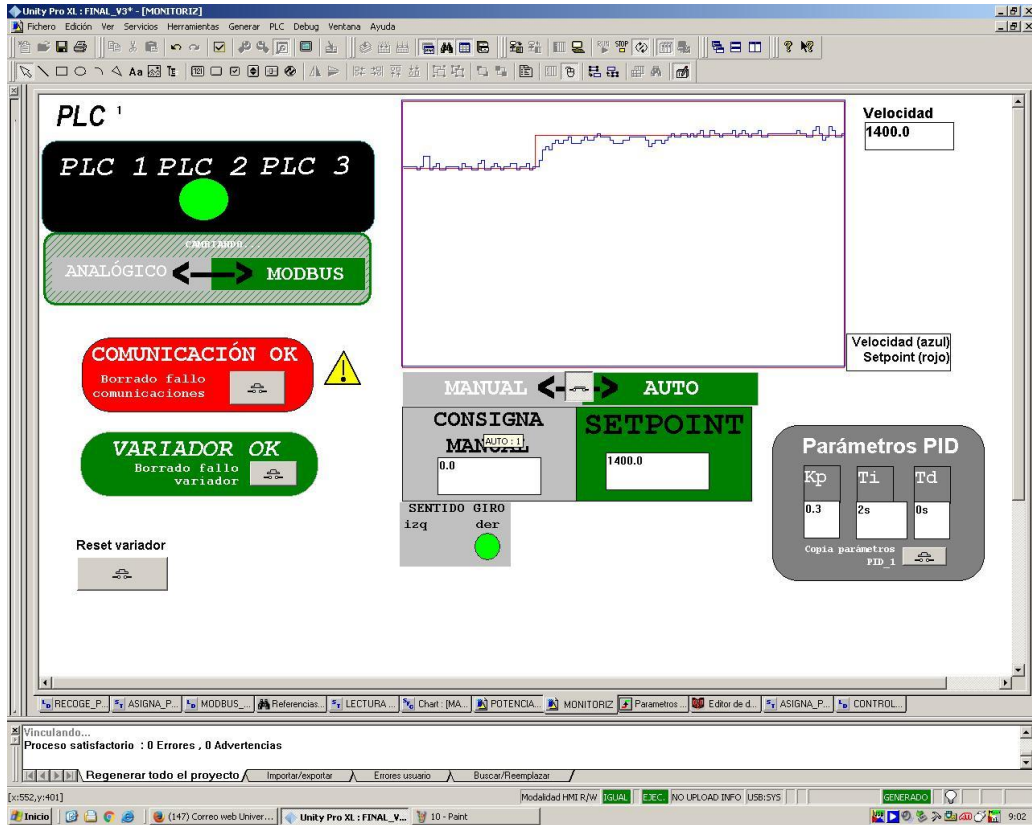 Unity Pro XL : FINAL_V3* - [MONITORIZ]
Fichero Edición Ver Servicios Herramientas Generar PLC Debug Ventana Ayuda
PLC 1
PLC 1 PLC 2 PLC 3
CAMBIANDO...
ANALÓGICO MODBUS
COMUNICACIÓN OK
Borrado fallo
comunicaciones
VARIADOR OK
Borrado fallo
variador
Reset variador
Velocidad
1400.0
Velocidad (azul)
Setpoint (rojo)
MANUAL AUTO
CONSIGNA
MANUAL
AUTO : 1
0.0
SETPOINT
1400.0
SENTIDO GIRO
izq der
Parámetros PID
Kp Ti Td
0.3 2s 0s
Copia parámetros
PID_1
RECOGE_P... ASIGNA_P... MODBUS_... Referencias... LECTURA ... Chart : [MA... POTENCIA... MONITORIZ Parametros ... Editor de d... ASIGNA_P... CONTROL...
Vinculando...
Proceso satisfactorio : 0 Errores , 0 Advertencias
Regenerar todo el proyecto Importar/exportar Errores usuario Buscar/Reemplazar
[x:552,y:401] Modalidad HMI R/W IGUAL EJEC. NO UPLOAD INFO USB:SYS GENERADO
Inicio (147) Correo web Univer... Unity Pro XL : FINAL_V... 10 - Paint 9:02